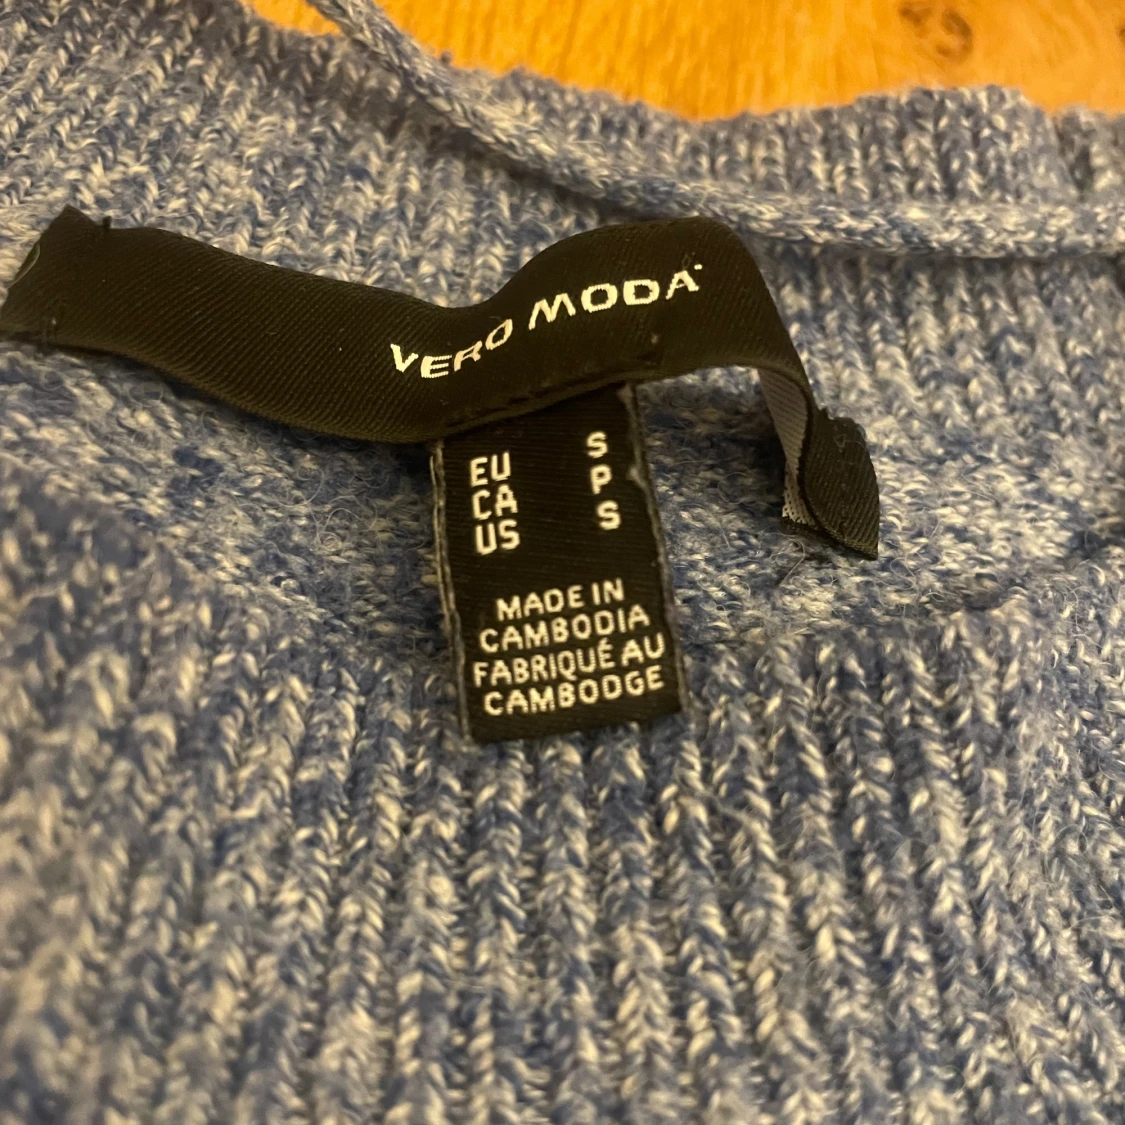 VERO MODA
EU S
CA P
US S
MADE IN
CAMBODIA
FABRIQUÉ AU
CAMBODGE